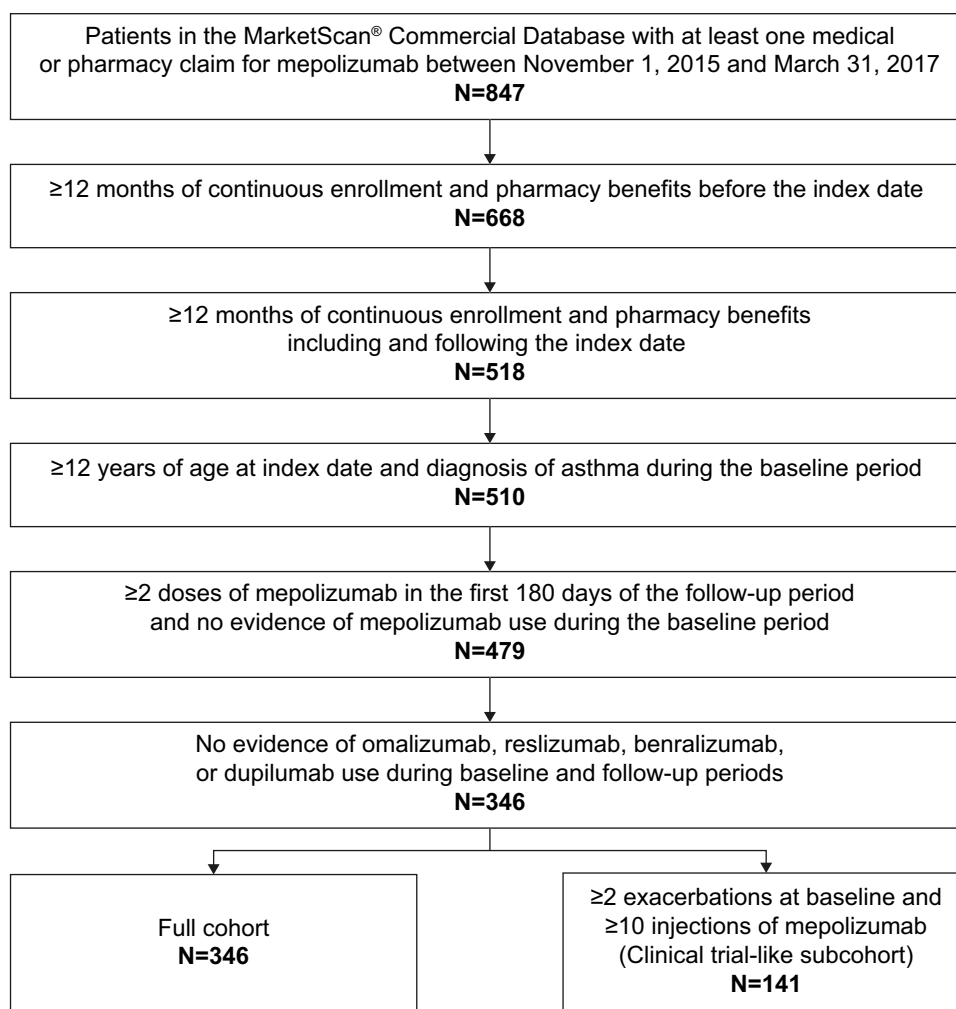 Patients in the MarketScan® Commercial Database with at least one medical
or pharmacy claim for mepolizumab between November 1, 2015 and March 31, 2017
N=847
≥12 months of continuous enrollment and pharmacy benefits before the index date
N=668
≥12 months of continuous enrollment and pharmacy benefits
including and following the index date
N=518
≥12 years of age at index date and diagnosis of asthma during the baseline period
N=510
≥2 doses of mepolizumab in the first 180 days of the follow-up period
and no evidence of mepolizumab use during the baseline period
N=479
No evidence of omalizumab, reslizumab, benralizumab,
or dupilumab use during baseline and follow-up periods
N=346
Full cohort
N=346
≥2 exacerbations at baseline and
≥10 injections of mepolizumab
(Clinical trial-like subcohort)
N=141